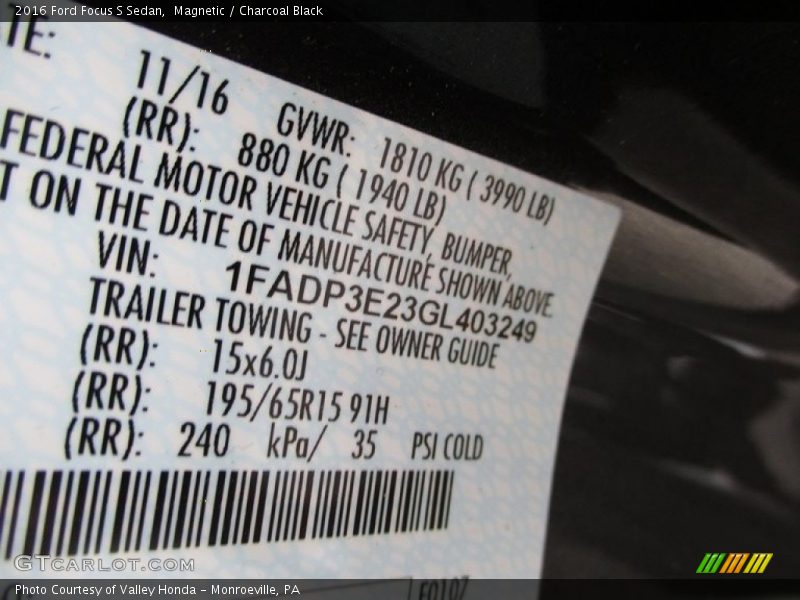 2016 Ford Focus S Sedan, Magnetic / Charcoal Black
TE:
11/16 GVWR: 1810 KG ( 3990 LB)
(RR): 880 KG ( 1940 LB)
FEDERAL MOTOR VEHICLE SAFETY, BUMPER,
T ON THE DATE OF MANUFACTURE SHOWN ABOVE.
VIN: 1FADP3E23GL403249
TRAILER TOWING - SEE OWNER GUIDE
(RR): 15x6.0J
(RR): 195/65R15 91H
(RR): 240 kPa/ 35 PSI COLD
GTcarlot.com
Photo Courtesy of Valley Honda - Monroeville, PA